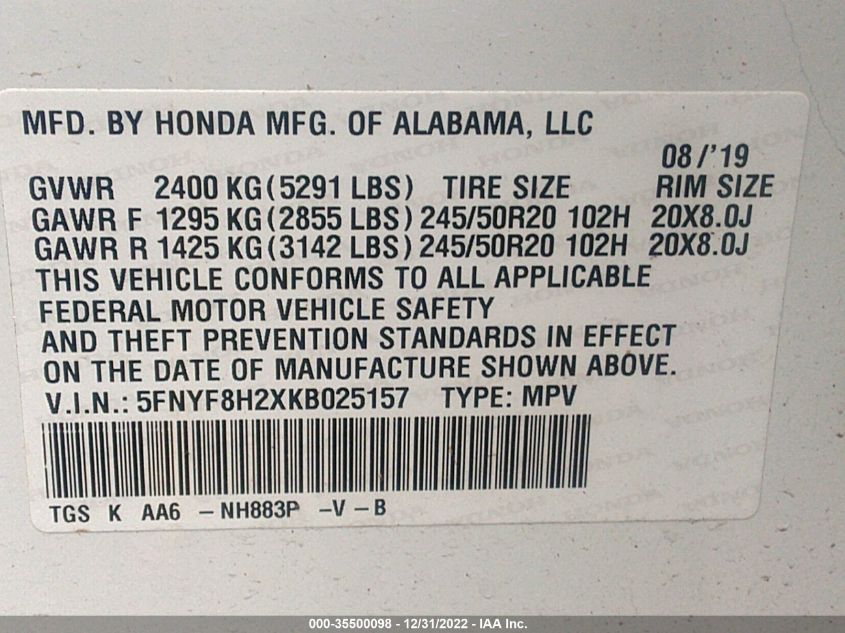 MFD. BY HONDA MFG. OF ALABAMA, LLC
08/'19
GVWR 2400 KG(5291 LBS) TIRE SIZE RIM SIZE
GAWR F 1295 KG(2855 LBS) 245/50R20 102H 20X8.0J
GAWR R 1425 KG(3142 LBS) 245/50R20 102H 20X8.0J
THIS VEHICLE CONFORMS TO ALL APPLICABLE
FEDERAL MOTOR VEHICLE SAFETY
AND THEFT PREVENTION STANDARDS IN EFFECT
ON THE DATE OF MANUFACTURE SHOWN ABOVE.
V.I.N.: 5FNYF8H2XKB025157 TYPE: MPV
TGS K AA6 – NH883P –V – B
000-35500098 - 12/31/2022 - IAA Inc.